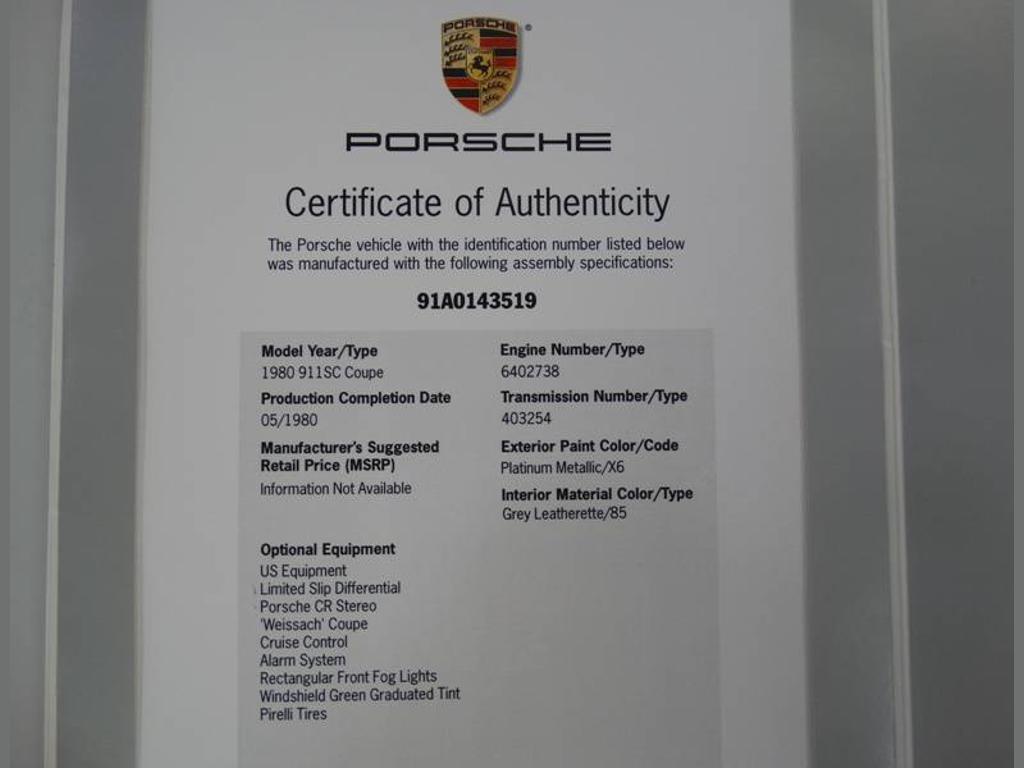 PORSCHE
®
PORSCHE
Certificate of Authenticity
The Porsche vehicle with the identification number listed below
was manufactured with the following assembly specifications:
91A0143519
Model Year/Type
1980 911SC Coupe
Production Completion Date
05/1980
Manufacturer's Suggested
Retail Price (MSRP)
Information Not Available
Engine Number/Type
6402738
Transmission Number/Type
403254
Exterior Paint Color/Code
Platinum Metallic/X6
Interior Material Color/Type
Grey Leatherette/85
Optional Equipment
US Equipment
Limited Slip Differential
Porsche CR Stereo
'Weissach' Coupe
Cruise Control
Alarm System
Rectangular Front Fog Lights
Windshield Green Graduated Tint
Pirelli Tires